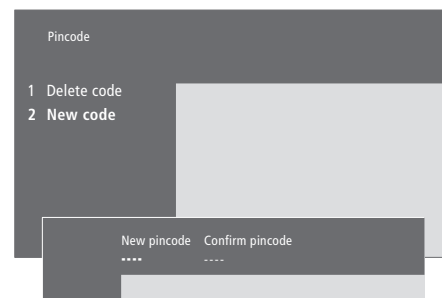 Pincode
1 Delete code
2 New code
New pincode Confirm pincode
---- ----